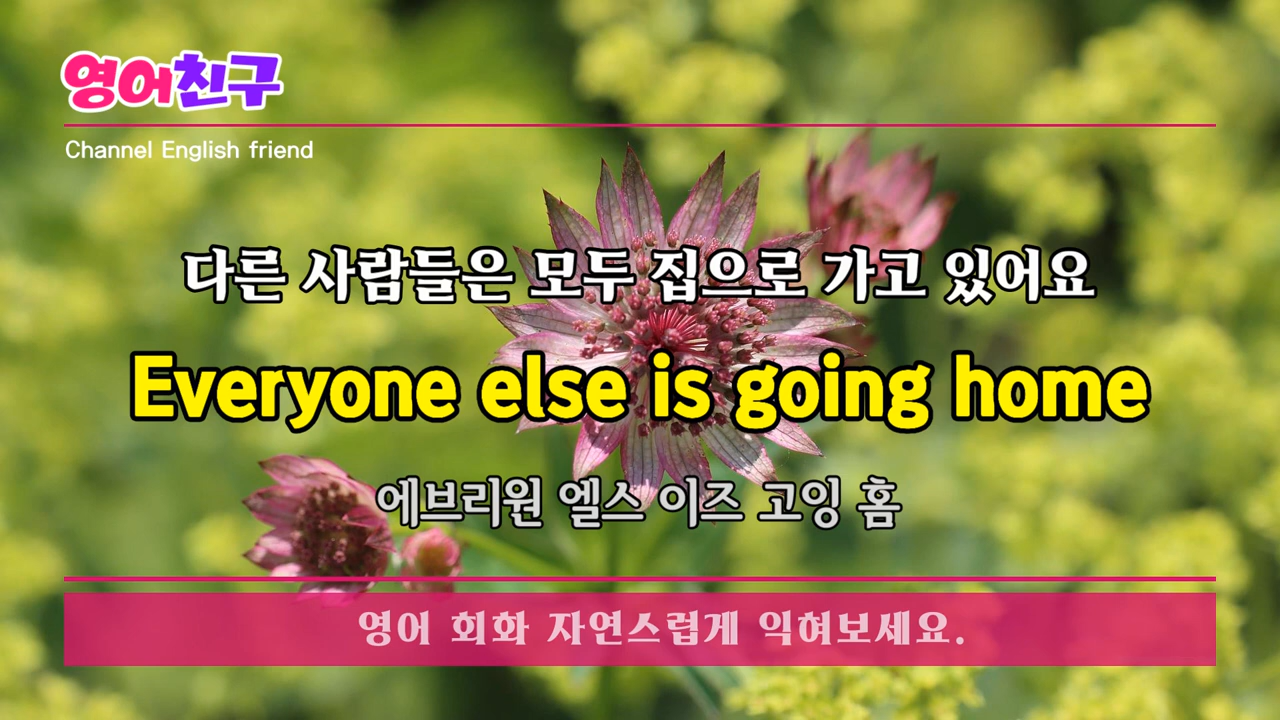 영어친구
Channel English friend
다른 사람들은 모두 집으로 가고 있어요
Everyone else is going home
에브리원 엘스 이즈 고잉 홈
영어 회화 자연스럽게 익혀보세요.